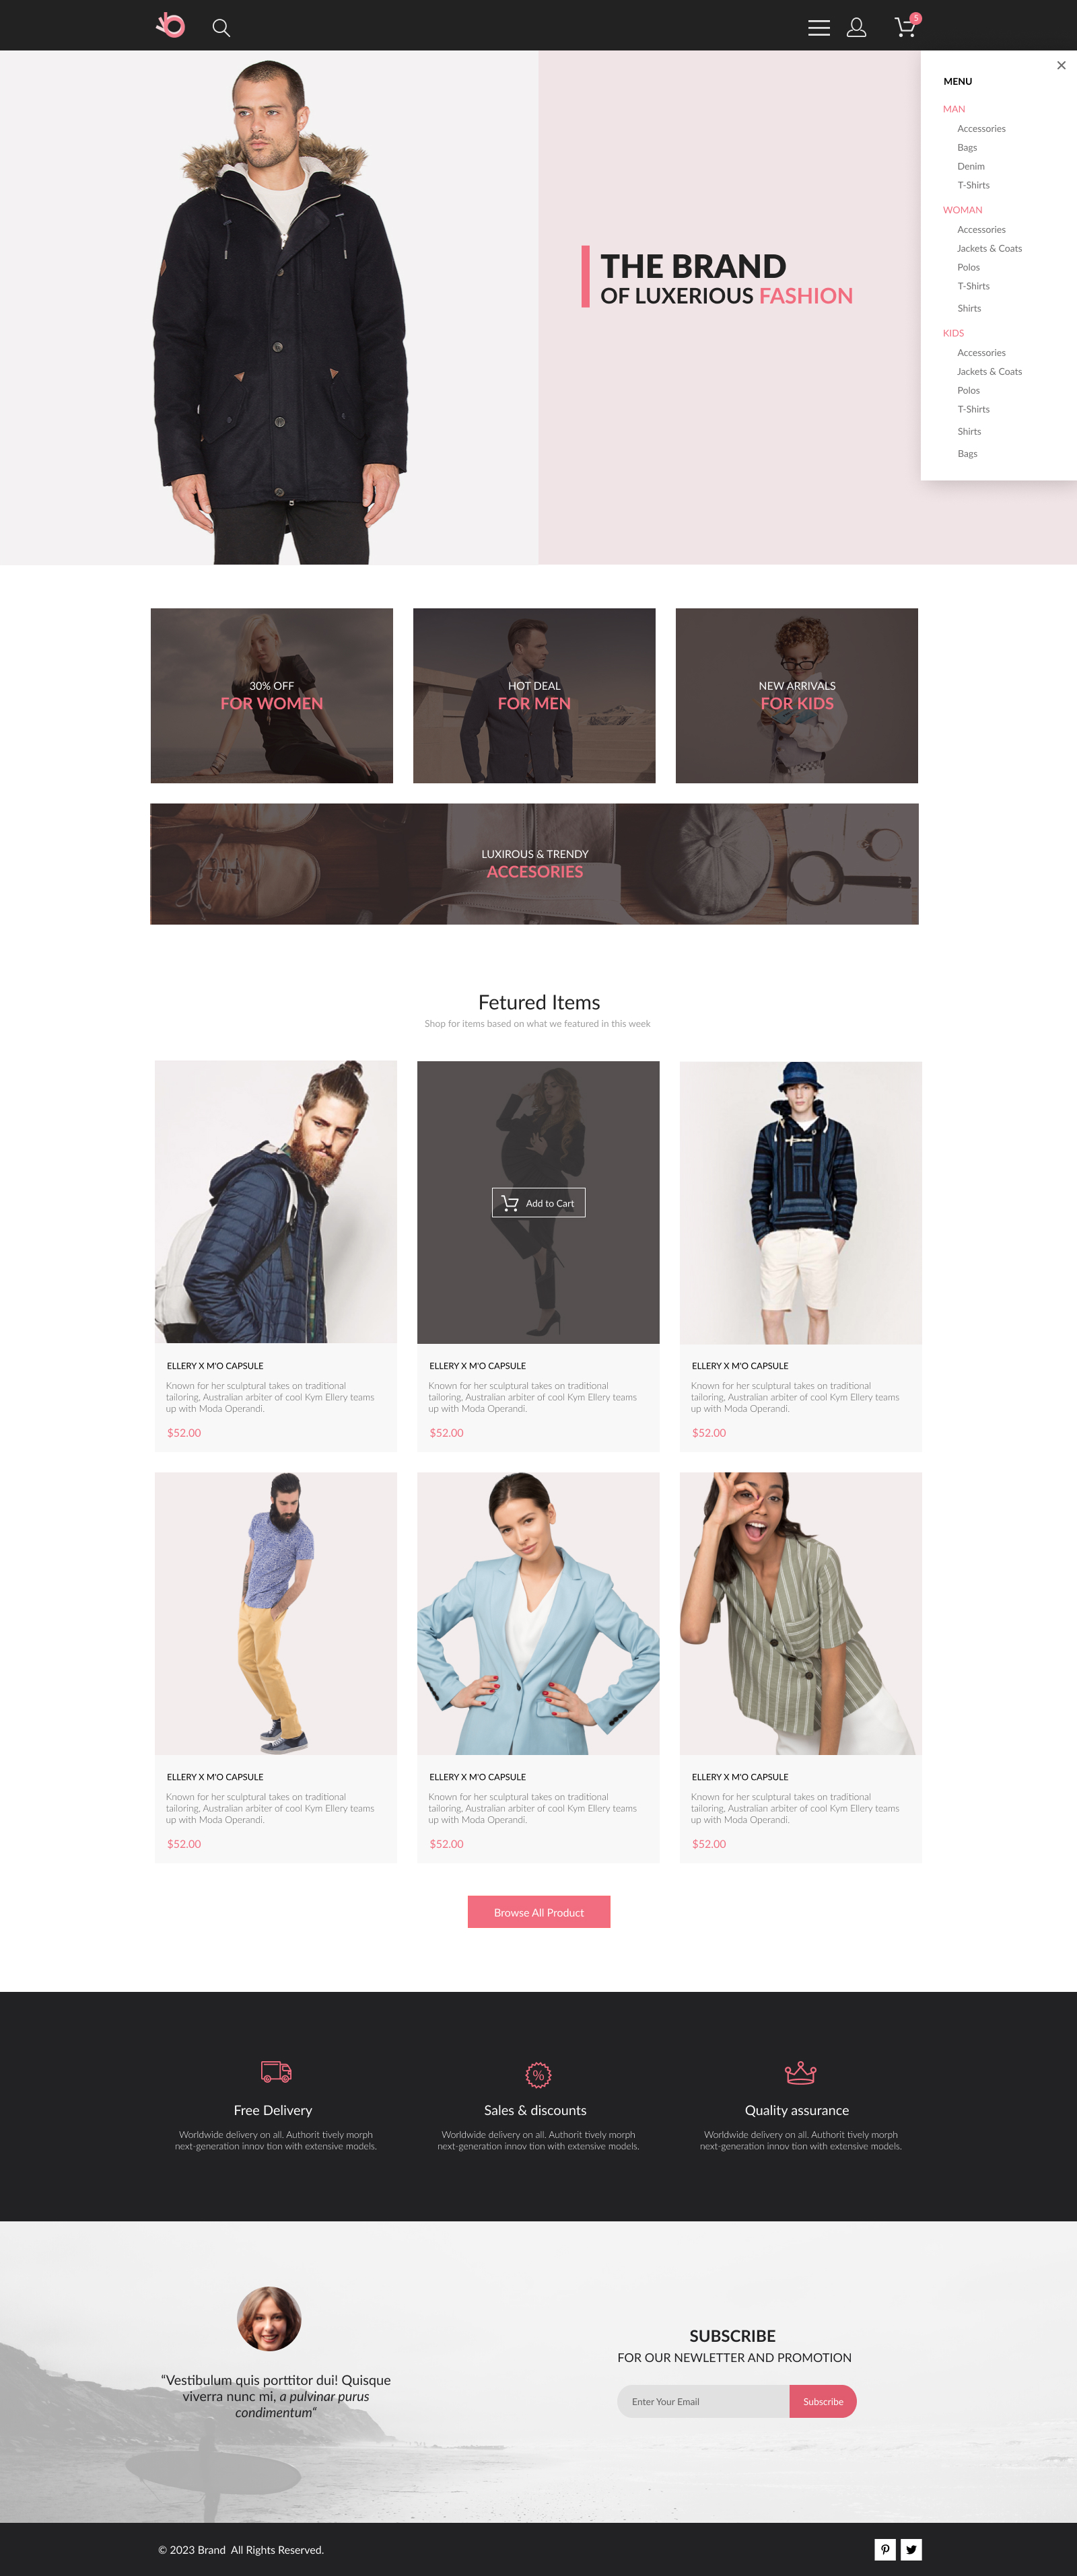 5
MENU
MAN
Accessories
Bags
Denim
T-Shirts
WOMAN
Accessories
Jackets & Coats
Polos
T-Shirts
Shirts
KIDS
Accessories
Jackets & Coats
Polos
T-Shirts
Shirts
Bags
THE BRAND
OF LUXERIOUS FASHION
30% OFF
FOR WOMEN
HOT DEAL
FOR MEN
NEW ARRIVALS
FOR KIDS
LUXIROUS & TRENDY
ACCESORIES
Fetured Items
Shop for items based on what we featured in this week
Add to Cart
ELLERY X M'O CAPSULE
Known for her sculptural takes on traditional
tailoring, Australian arbiter of cool Kym Ellery teams
up with Moda Operandi.
$52.00
ELLERY X M'O CAPSULE
Known for her sculptural takes on traditional
tailoring, Australian arbiter of cool Kym Ellery teams
up with Moda Operandi.
$52.00
ELLERY X M'O CAPSULE
Known for her sculptural takes on traditional
tailoring, Australian arbiter of cool Kym Ellery teams
up with Moda Operandi.
$52.00
ELLERY X M'O CAPSULE
Known for her sculptural takes on traditional
tailoring, Australian arbiter of cool Kym Ellery teams
up with Moda Operandi.
$52.00
ELLERY X M'O CAPSULE
Known for her sculptural takes on traditional
tailoring, Australian arbiter of cool Kym Ellery teams
up with Moda Operandi.
$52.00
ELLERY X M'O CAPSULE
Known for her sculptural takes on traditional
tailoring, Australian arbiter of cool Kym Ellery teams
up with Moda Operandi.
$52.00
Browse All Product
%
Free Delivery
Worldwide delivery on all. Authorit tively morph
next-generation innov tion with extensive models.
Sales & discounts
Worldwide delivery on all. Authorit tively morph
next-generation innov tion with extensive models.
Quality assurance
Worldwide delivery on all. Authorit tively morph
next-generation innov tion with extensive models.
“Vestibulum quis porttitor dui! Quisque
viverra nunc mi, a pulvinar purus
condimentum“
SUBSCRIBE
FOR OUR NEWLETTER AND PROMOTION
Enter Your Email
Subscribe
© 2023 Brand All Rights Reserved.